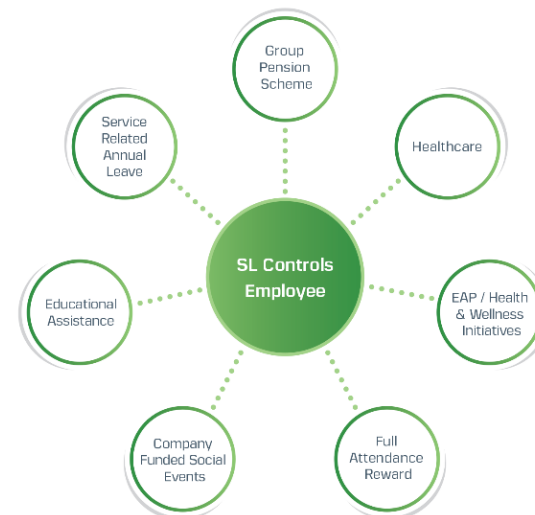 Group
Pension
Scheme
Service
Related
Annual
Leave
Healthcare
SL Controls
Employee
Educational
Assistance
EAP / Health
& Wellness
Initiatives
Company
Funded Social
Events
Full
Attendance
Reward